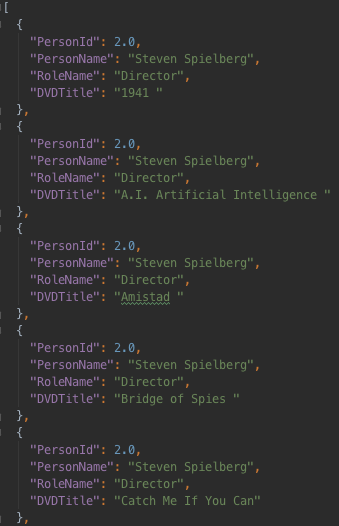 [
{
"PersonId": 2.0,
"PersonName": "Steven Spielberg",
"RoleName": "Director",
"DVDTitle": "1941 "
},
{
"PersonId": 2.0,
"PersonName": "Steven Spielberg",
"RoleName": "Director",
"DVDTitle": "A.I. Artificial Intelligence "
},
{
"PersonId": 2.0,
"PersonName": "Steven Spielberg",
"RoleName": "Director",
"DVDTitle": "Amistad "
},
{
"PersonId": 2.0,
"PersonName": "Steven Spielberg",
"RoleName": "Director",
"DVDTitle": "Bridge of Spies "
},
{
"PersonId": 2.0,
"PersonName": "Steven Spielberg",
"RoleName": "Director",
"DVDTitle": "Catch Me If You Can"
},